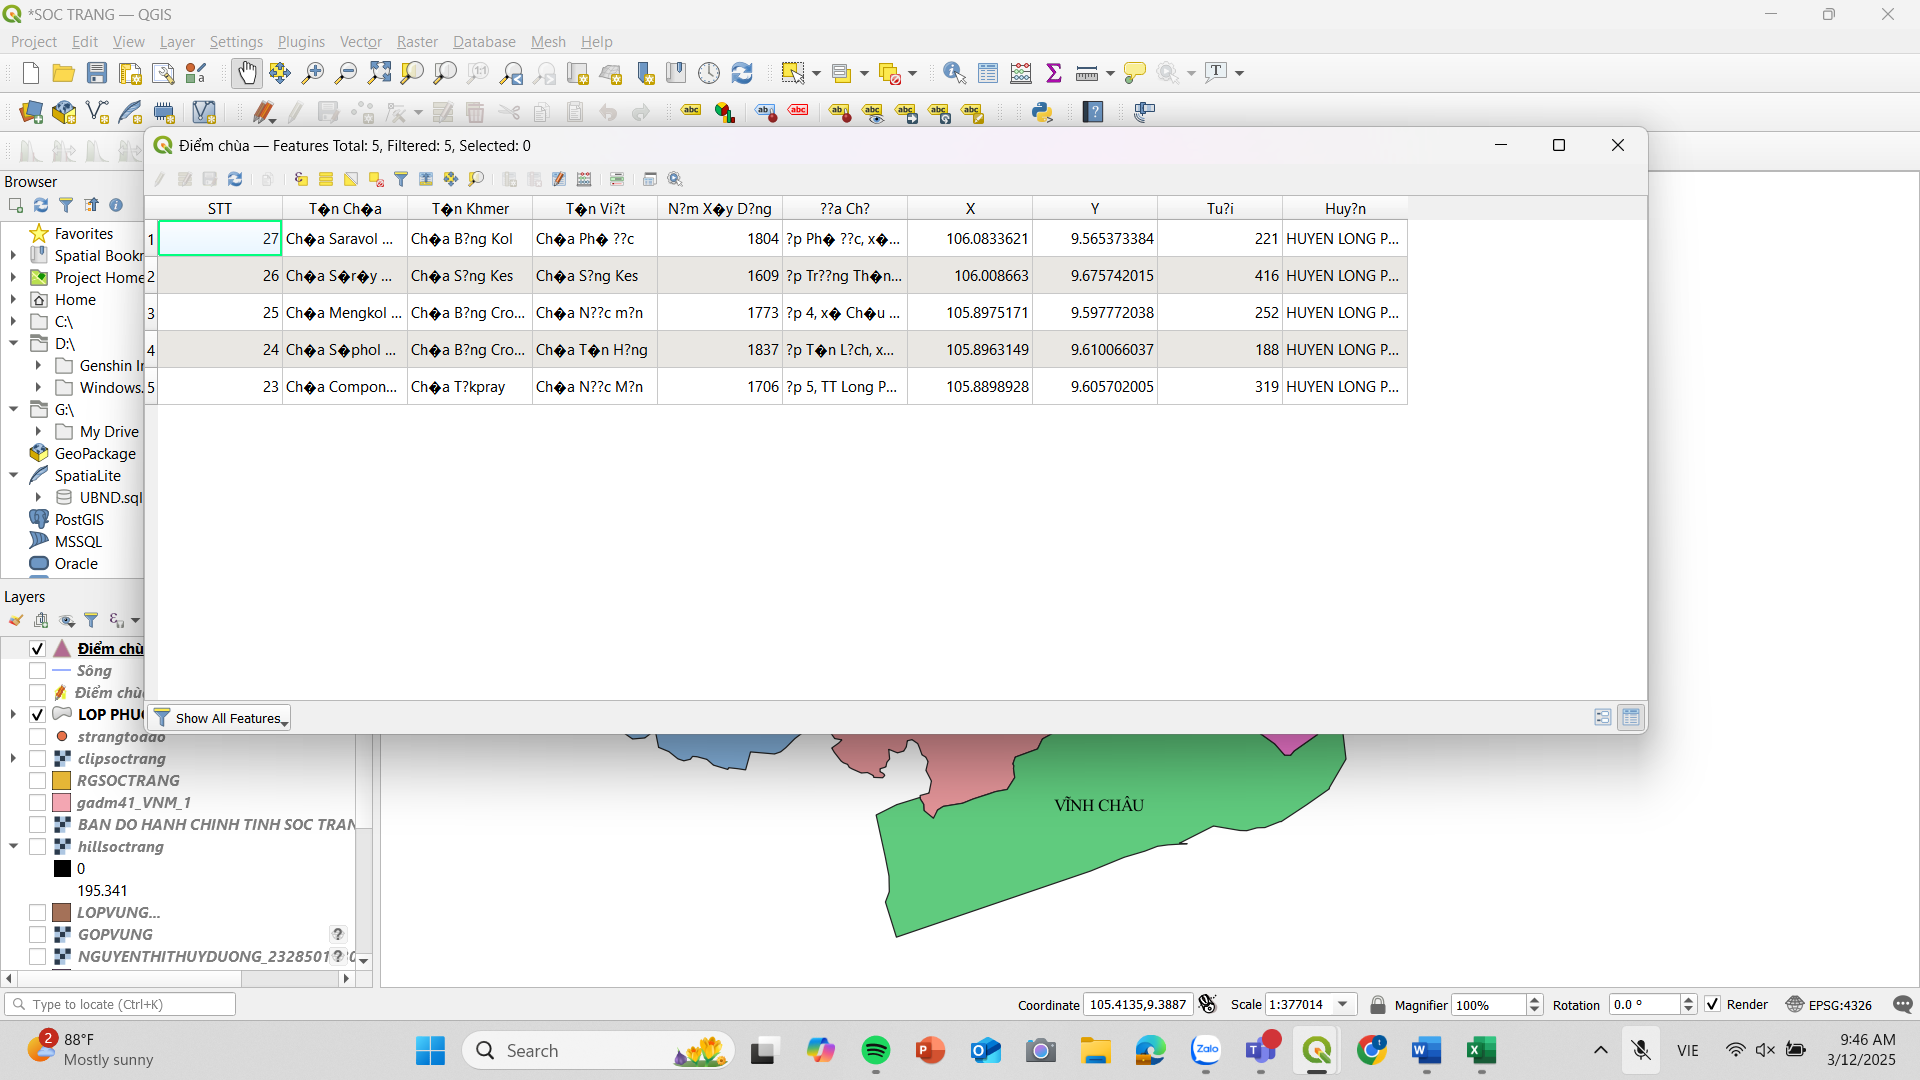 *SOC TRANG — QGIS
Project Edit View Layer Settings Plugins Vector Raster Database Mesh Help
Điểm chùa — Features Total: 5, Filtered: 5, Selected: 0
Browser
Favorites
Spatial Bookr
Project Home
Home
C:\
D:\
Genshin Ir
Windows.
G:\
My Drive
GeoPackage
SpatiaLite
UBND.sql
PostGIS
MSSQL
Oracle
STT T�n Ch�a T�n Khmer T�n Vi?t N?m X�y D?ng ??a Ch? X Y Tu?i Huy?n
1 27 Ch�a Saravol ... Ch�a B?ng Kol Ch�a Ph� ??c 1804 ?p Ph� ??c, x�... 106.0833621 9.565373384 221 HUYEN LONG P...
2 26 Ch�a S�r�y ... Ch�a S?ng Kes Ch�a S?ng Kes 1609 ?p Tr??ng Th�n... 106.008663 9.675742015 416 HUYEN LONG P...
3 25 Ch�a Mengkol ... Ch�a B?ng Cro... Ch�a N??c m?n 1773 ?p 4, x� Ch�u ... 105.8975171 9.597772038 252 HUYEN LONG P...
4 24 Ch�a S�phol ... Ch�a B?ng Cro... Ch�a T�n H?ng 1837 ?p T�n L?ch, x... 105.8963149 9.610066037 188 HUYEN LONG P...
5 23 Ch�a Compon... Ch�a T?kpray Ch�a N??c M?n 1706 ?p 5, TT Long P... 105.8898928 9.605702005 319 HUYEN LONG P...
Show All Features
Layers
Điểm chù
Sông
Điểm chù
LOP PHU
strangtoado
clipsoctrang
RGSOCTRANG
gadm41_VNM_1
BAN DO HANH CHINH TINH SOC TRAN
hillsoctrang
0
195.341
LOPVUNG...
GOPVUNG
VĨNH CHÂU
Type to locate (Ctrl+K)
Coordinate 105.4135,9.3887 Scale 1:377014 Magnifier 100% Rotation 0.0 ° Render EPSG:4326
2
88°F
Mostly sunny
Search
Zalo
VIE
9:46 AM
3/12/2025